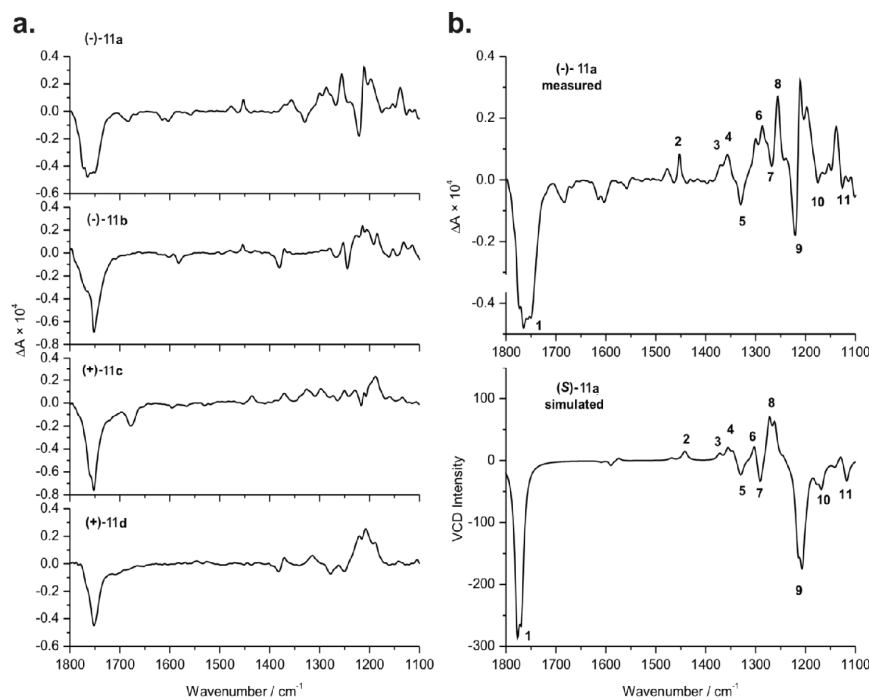 a.
(-)-11a
0.4
0.2
0.0
-0.2
-0.4
-0.6
(-)-11b
0.4
0.2
0.0
-0.2
-0.4
-0.6
-0.8
(+)-11c
0.4
0.2
0.0
-0.2
-0.4
-0.6
-0.8
(+)-11d
0.4
0.2
0.0
-0.2
-0.4
-0.6
1800 1700 1600 1500 1400 1300 1200 1100
ΔA × 10⁴
Wavenumber / cm⁻¹
b.
(-)- 11a
measured
0.4
0.2
0.0
-0.2
-0.4
ΔA × 10⁴
1 2 3 4 5 6 7 8 9 10 11
1800 1700 1600 1500 1400 1300 1200 1100
(S)-11a
simulated
100
0
-100
-200
-300
VCD Intensity
1 2 3 4 5 6 7 8 9 10 11
1800 1700 1600 1500 1400 1300 1200 1100
Wavenumber / cm⁻¹